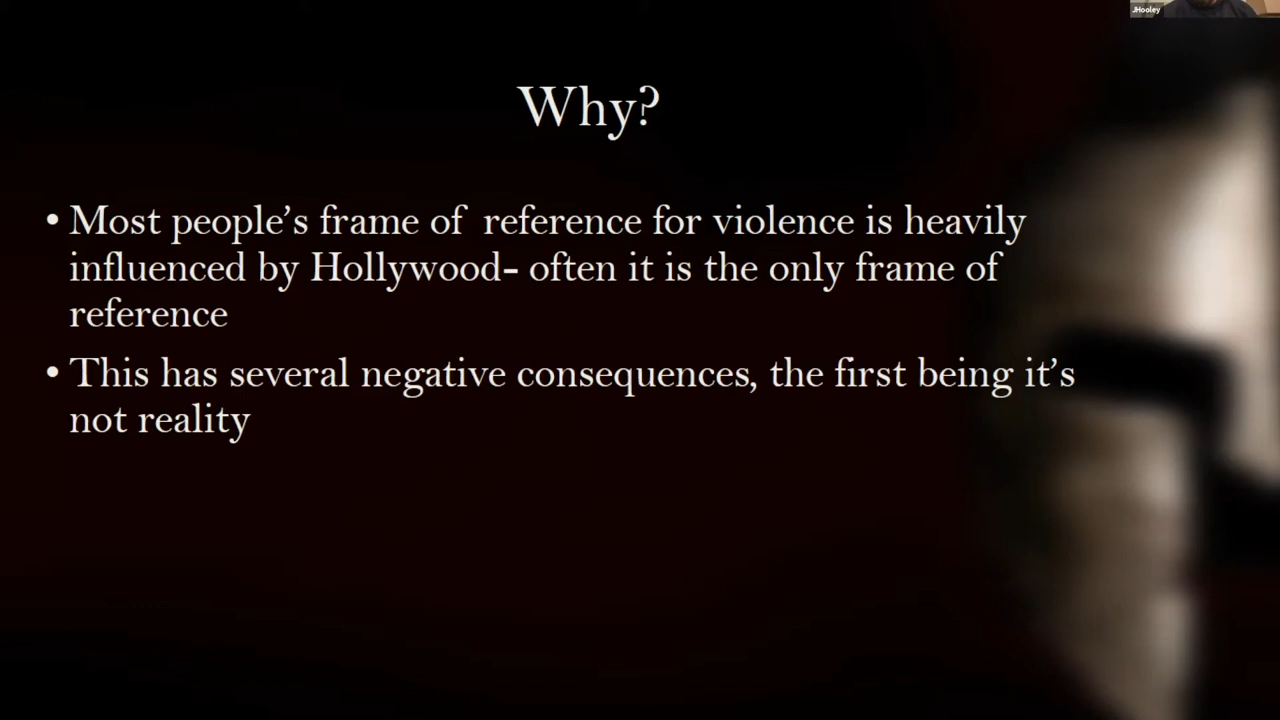 JHooley
Why?
• Most people’s frame of  reference for violence is heavily
influenced by Hollywood- often it is the only frame of
reference
• This has several negative consequences, the first being it’s
not reality